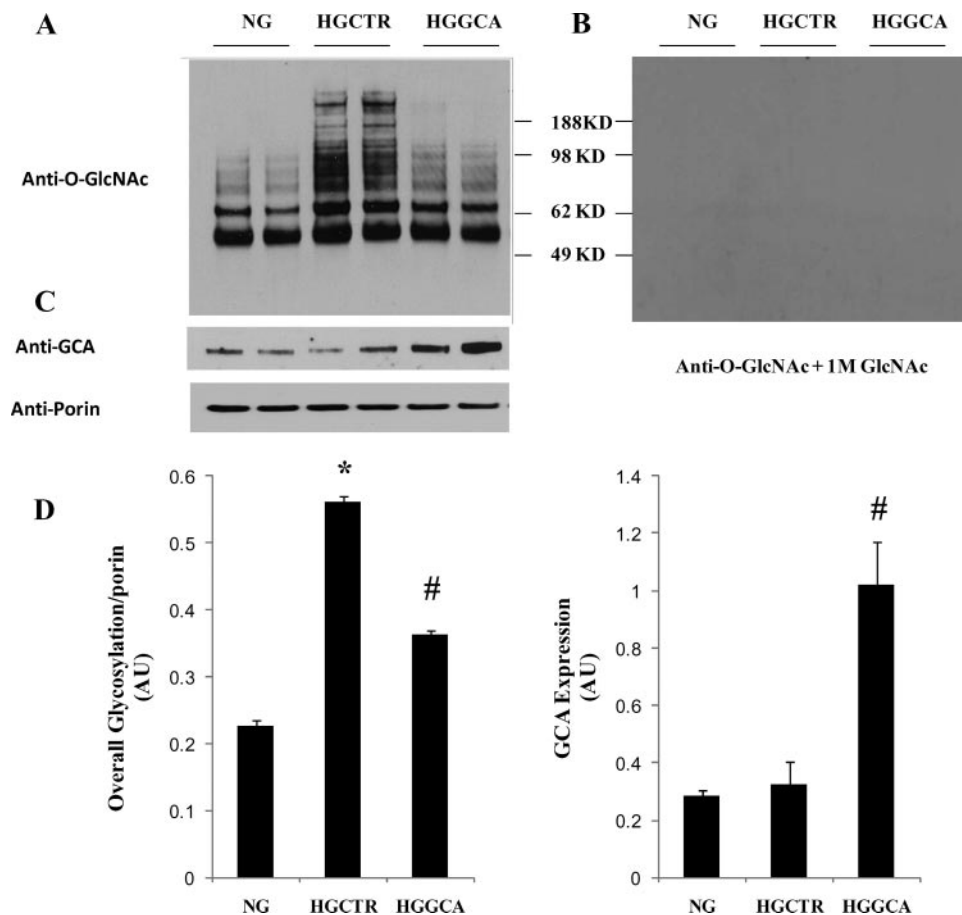 A
NG HGCTR HGGCA
B
NG HGCTR HGGCA
Anti-O-GlcNAc
188KD
98 KD
62 KD
49 KD
C
Anti-GCA
Anti-Porin
Anti-O-GlcNAc + 1M GlcNAc
D
Overall Glycosylation/porin
(AU)
0.6
0.5
0.4
0.3
0.2
0.1
0
*
#
NG HGCTR HGGCA
GCA Expression
(AU)
1.4
1.2
1
0.8
0.6
0.4
0.2
0
#
NG HGCTR HGGCA